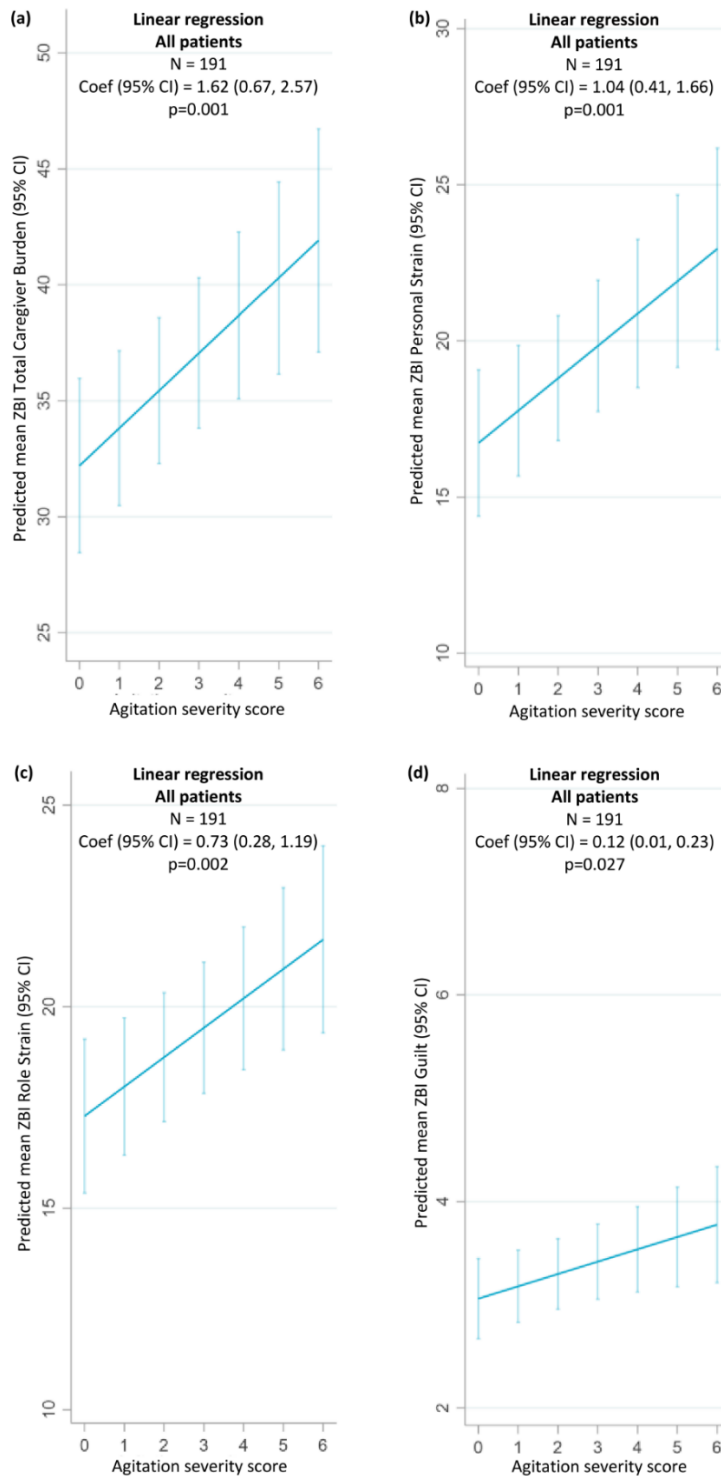 (a)
Linear regression
All patients
N = 191
Coef (95% CI) = 1.62 (0.67, 2.57)
p=0.001
Predicted mean ZBI Total Caregiver Burden (95% CI)
50
45
40
35
30
25
0 1 2 3 4 5 6
Agitation severity score
(b)
Linear regression
All patients
N = 191
Coef (95% CI) = 1.04 (0.41, 1.66)
p=0.001
Predicted mean ZBI Personal Strain (95% CI)
30
25
20
15
10
0 1 2 3 4 5 6
Agitation severity score
(c)
Linear regression
All patients
N = 191
Coef (95% CI) = 0.73 (0.28, 1.19)
p=0.002
Predicted mean ZBI Role Strain (95% CI)
25
20
15
10
0 1 2 3 4 5 6
Agitation severity score
(d)
Linear regression
All patients
N = 191
Coef (95% CI) = 0.12 (0.01, 0.23)
p=0.027
Predicted mean ZBI Guilt (95% CI)
8
6
4
2
0 1 2 3 4 5 6
Agitation severity score